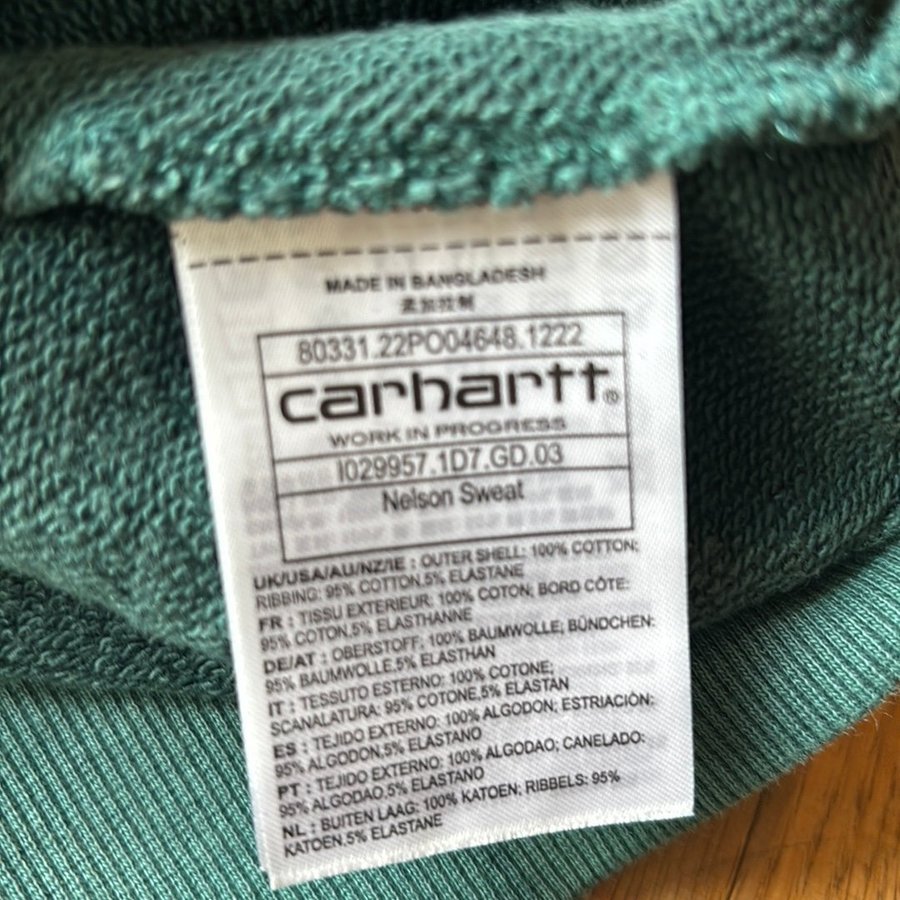 MADE IN BANGLADESH
孟加拉制
80331.22PO04648.1222
carhartt®
WORK IN PROGRESS
I029957.1D7.GD.03
Nelson Sweat
UK/USA/AU/NZ/IE : OUTER SHELL: 100% COTTON;
RIBBING: 95% COTTON,5% ELASTANE
FR : TISSU EXTERIEUR: 100% COTON; BORD CÔTE:
95% COTON,5% ELASTHANNE
DE/AT : OBERSTOFF: 100% BAUMWOLLE; BÜNDCHEN:
95% BAUMWOLLE,5% ELASTHAN
IT : TESSUTO ESTERNO: 100% COTONE;
SCANALATURA: 95% COTONE,5% ELASTAN
ES : TEJIDO EXTERNO: 100% ALGODON; ESTRIACIÓN:
95% ALGODON,5% ELASTANO
PT : TEJIDO EXTERNO: 100% ALGODAO; CANELADO:
95% ALGODAO,5% ELASTANO
NL : BUITEN LAAG: 100% KATOEN; RIBBELS: 95%
KATOEN,5% ELASTANE